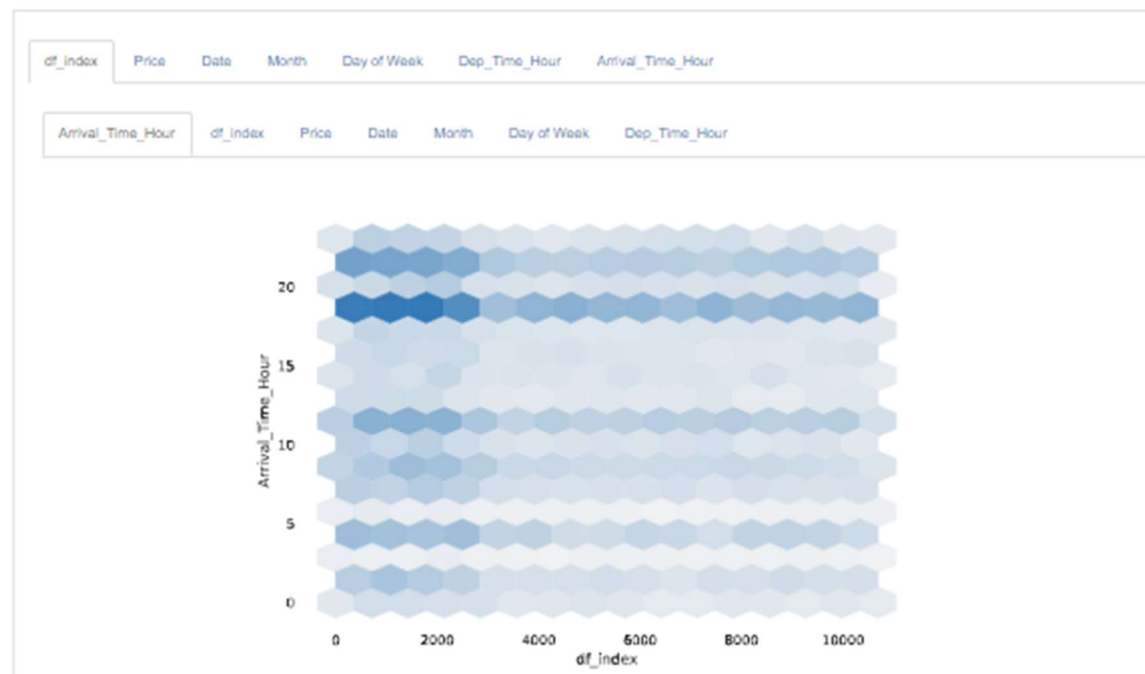 df_index Price Date Month Day of Week Dep_Time_Hour Arrival_Time_Hour
Arrival_Time_Hour df_index Price Date Month Day of Week Dep_Time_Hour
20
15
10
5
0
Arrival_Time_Hour
0 2000 4000 6000 8000 10000
df_index